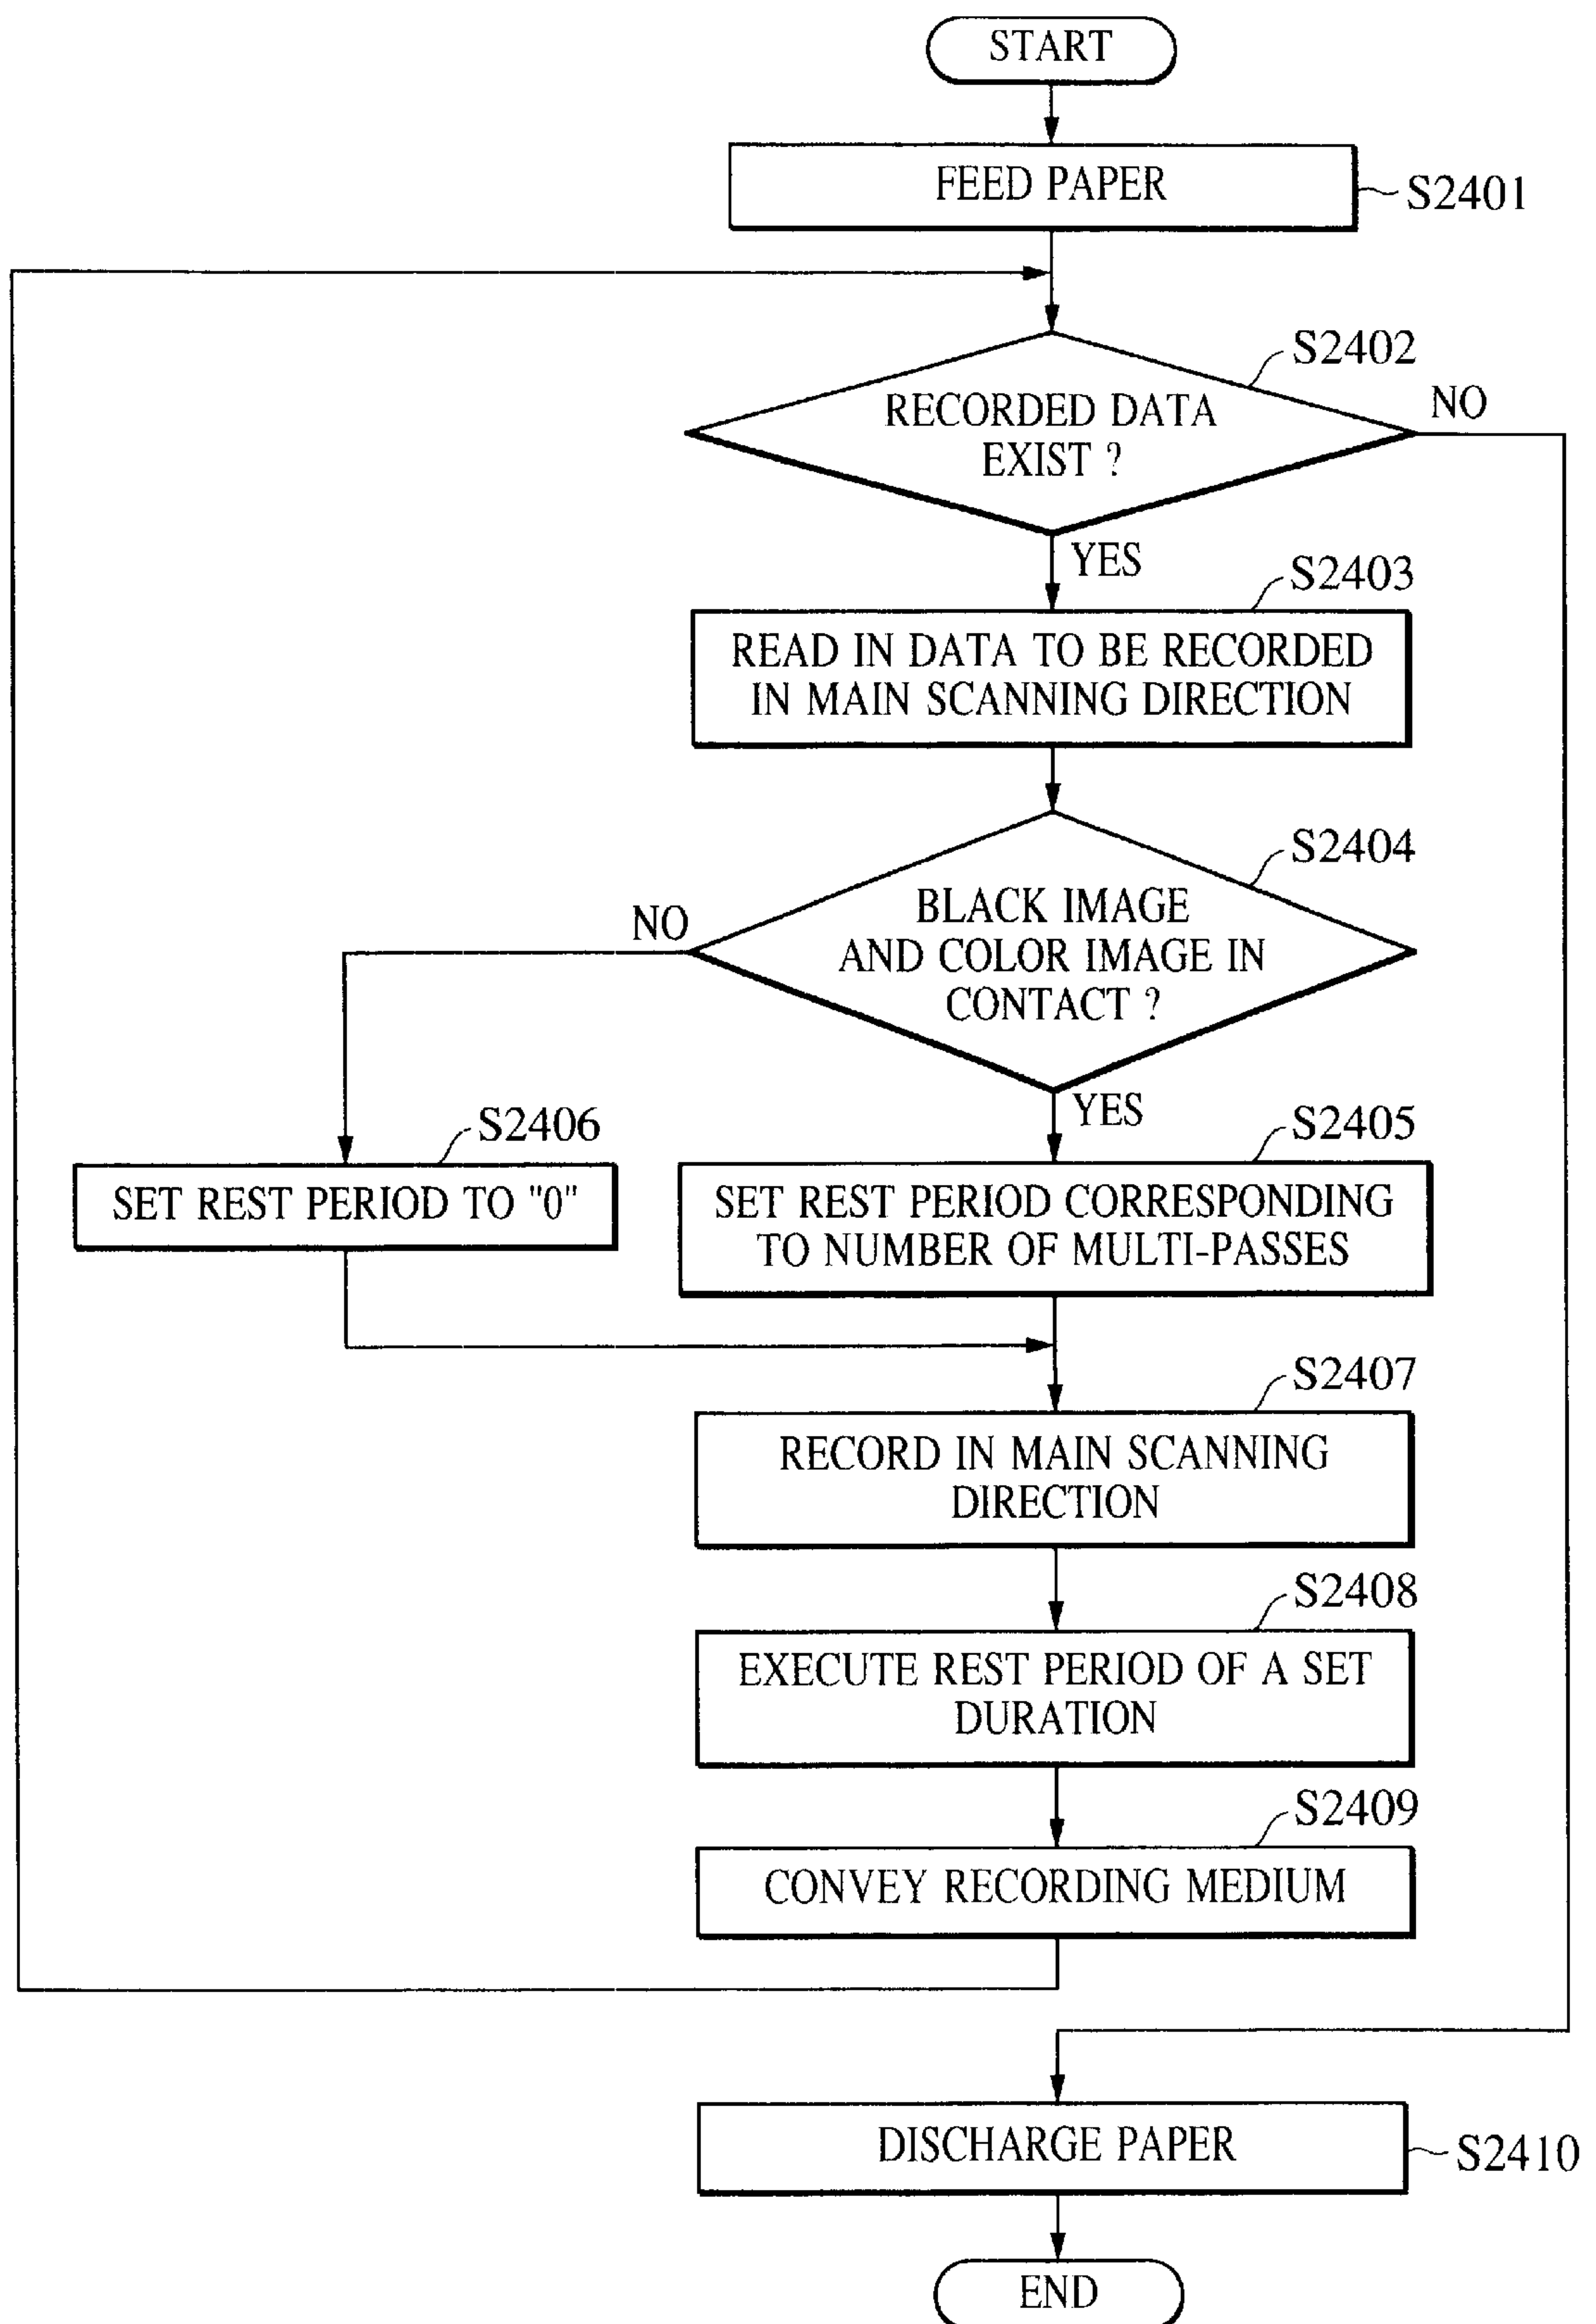 START
FEED PAPER
S2401
S2402
RECORDED DATA
EXIST ?
NO
YES
S2403
READ IN DATA TO BE RECORDED
IN MAIN SCANNING DIRECTION
S2404
BLACK IMAGE
AND COLOR IMAGE IN
CONTACT ?
NO
YES
S2406
SET REST PERIOD TO "0"
S2405
SET REST PERIOD CORRESPONDING
TO NUMBER OF MULTI-PASSES
S2407
RECORD IN MAIN SCANNING
DIRECTION
S2408
EXECUTE REST PERIOD OF A SET
DURATION
S2409
CONVEY RECORDING MEDIUM
DISCHARGE PAPER
S2410
END